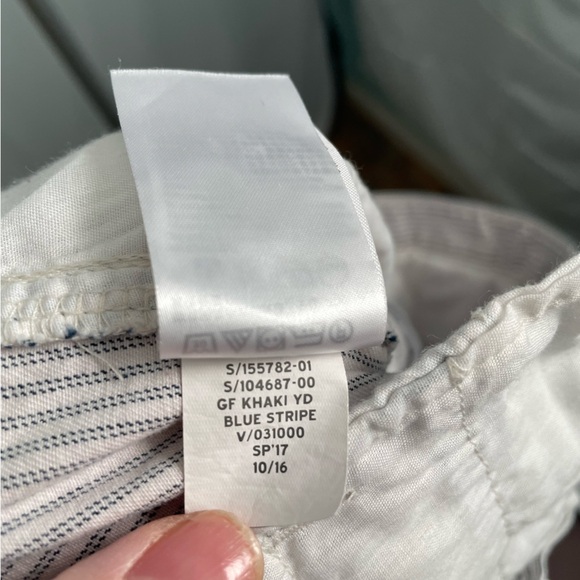 S/155782-01
S/104687-00
GF KHAKI YD
BLUE STRIPE
V/031000
SP'17
10/16